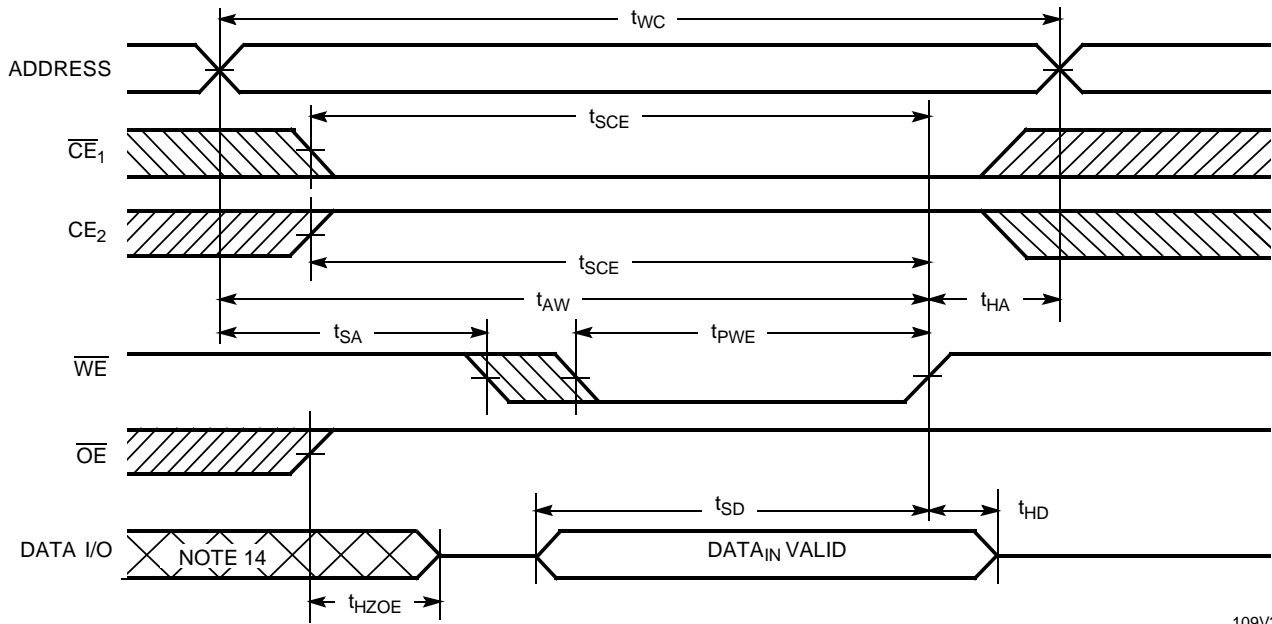 tWC
ADDRESS
tSCE
CE1
CE2
tSCE
tAW
tHA
tSA
tPWE
WE
OE
tSD
tHD
DATA I/O
NOTE 14
DATAIN VALID
tHZOE